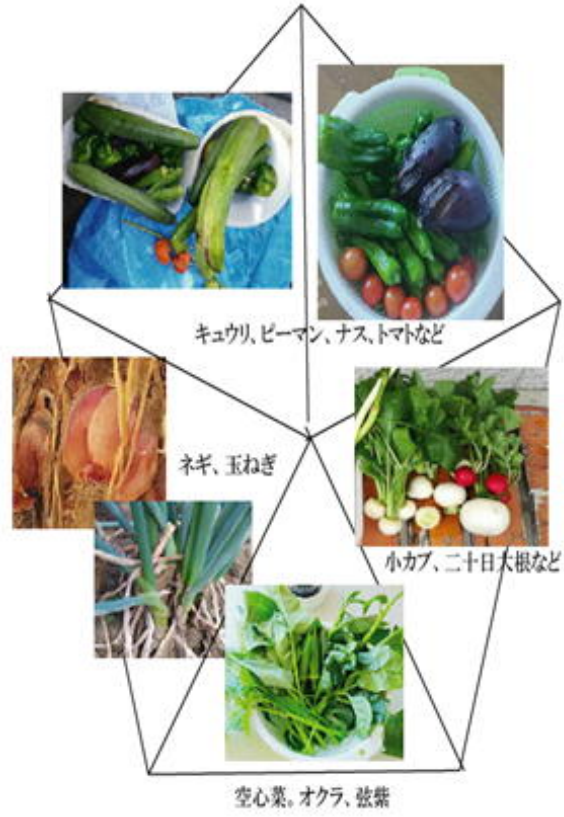 キュウリ、ピーマン、ナス、トマトなど
ネギ、玉ねぎ
小カブ、二十日大根など
空心菜。オクラ、弦紫